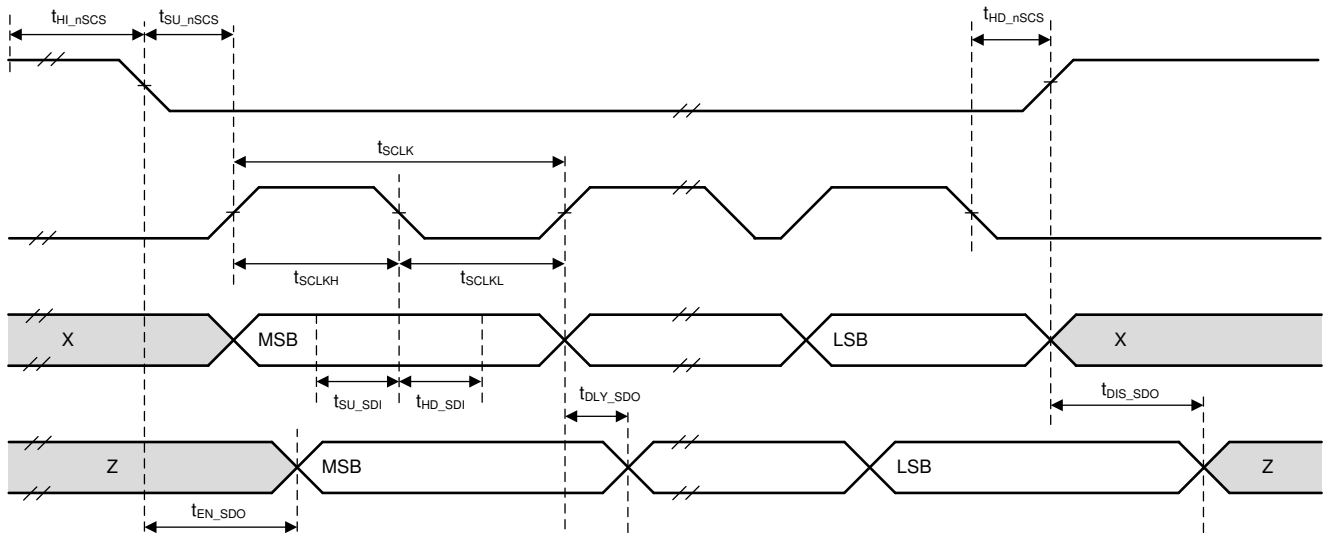 tHI_nSCS tSU_nSCS tHD_nSCS
tSCLK
tSCLKH tSCLKL
X MSB LSB X
tSU_SDI tHD_SDI tDLY_SDO tDIS_SDO
Z MSB LSB Z
tEN_SDO